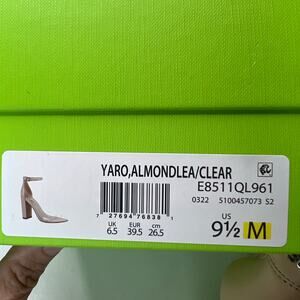 YARO,ALMONDLEA/CLEAR
E8511QL961
0322 5100457073 S2
7 27694 76838 1
UK EUR cm
6.5 39.5 26.5
US
9½ M